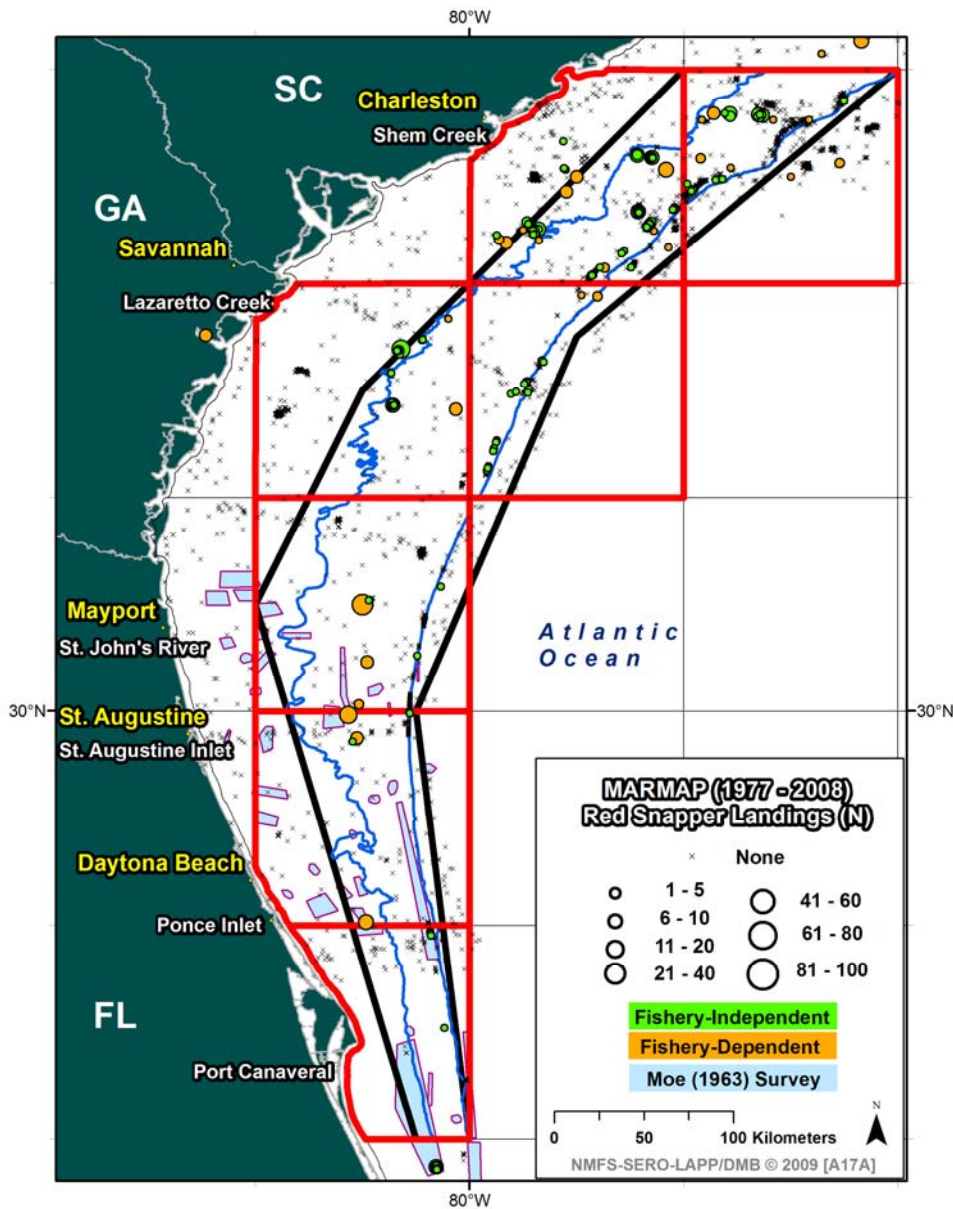 80°W
SC
Charleston
Shem Creek
GA
Savannah
Lazaretto Creek
Mayport
St. John's River
Atlantic
Ocean
30°N
St. Augustine
30°N
St. Augustine Inlet
Daytona Beach
Ponce Inlet
FL
Port Canaveral
MARMAP (1977 - 2008)
Red Snapper Landings (N)
None
1 - 5
41 - 60
6 - 10
61 - 80
11 - 20
21 - 40
81 - 100
Fishery-Independent
Fishery-Dependent
Moe (1963) Survey
N
0 50 100 Kilometers
NMFS-SERO-LAPP/DMB © 2009 [A17A]
80°W